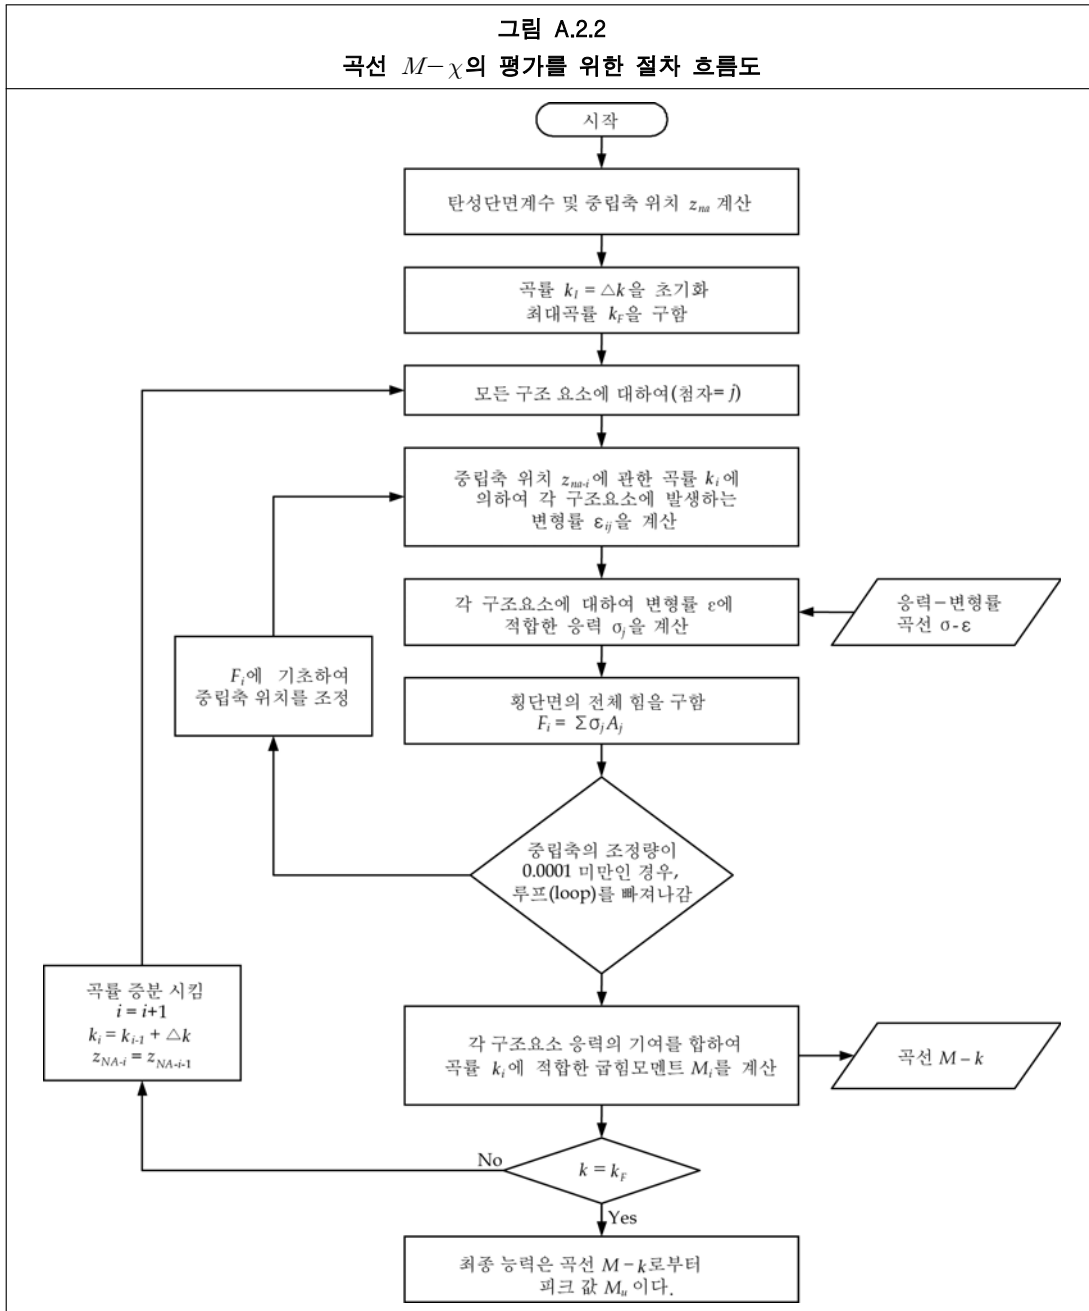 그림 A.2.2
곡선 M−χ의 평가를 위한 절차 흐름도
시작
탄성단면계수 및 중립축 위치 z_na 계산
곡률 k_I = △k을 초기화
최대곡률 k_F을 구함
모든 구조 요소에 대하여(첨자= j)
중립축 위치 z_na-i에 관한 곡률 k_i에
의하여 각 구조요소에 발생하는
변형률 ε_ij을 계산
각 구조요소에 대하여 변형률 ε에
적합한 응력 σ_j을 계산
응력−변형률
곡선 σ-ε
F_i에 기초하여
중립축 위치를 조정
횡단면의 전체 힘을 구함
F_i = Σσ_j A_j
중립축의 조정량이
0.0001 미만인 경우,
루프(loop)를 빠져나감
곡률 증분 시킴
i = i+1
k_i = k_i-1 + △k
z_NA-i = z_NA-i-1
각 구조요소 응력의 기여를 합하여
곡률 k_i에 적합한 굽힘모멘트 M_i를 계산
곡선 M − k
No
k = k_F
Yes
최종 능력은 곡선 M − k로부터
피크 값 M_u 이다.